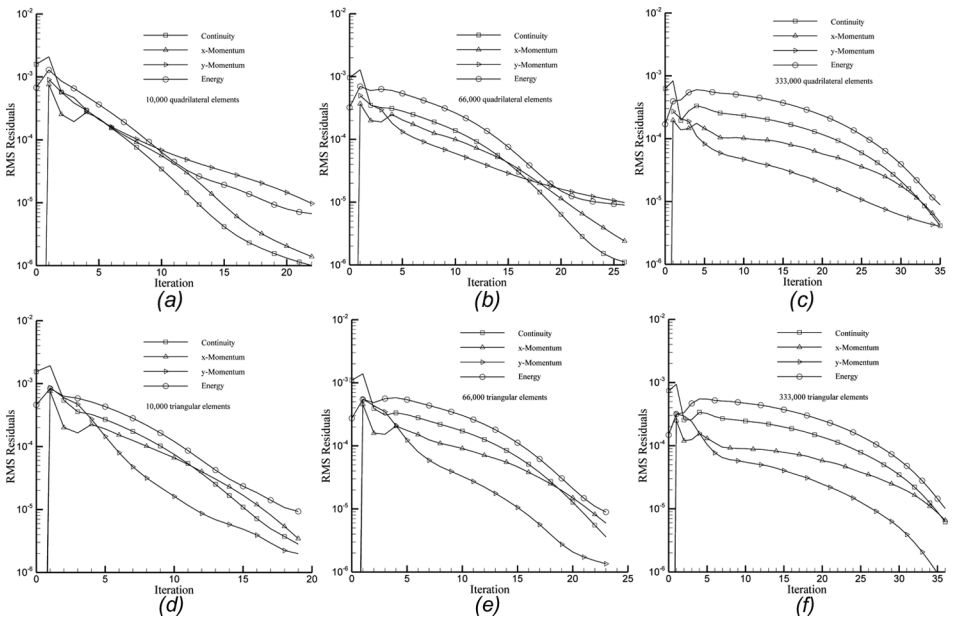 10-2
10-3
10-4
10-5
10-6
RMS Residuals
Continuity
x-Momentum
y-Momentum
Energy
10,000 quadrilateral elements
0 5 10 15 20
Iteration
(a)
10-2
10-3
10-4
10-5
10-6
RMS Residuals
Continuity
x-Momentum
y-Momentum
Energy
66,000 quadrilateral elements
0 5 10 15 20 25
Iteration
(b)
10-2
10-3
10-4
10-5
10-6
RMS Residuals
Continuity
x-Momentum
y-Momentum
Energy
333,000 quadrilateral elements
0 5 10 15 20 25 30 35
Iteration
(c)
10-2
10-3
10-4
10-5
10-6
RMS Residuals
Continuity
x-Momentum
y-Momentum
Energy
10,000 triangular elements
0 5 10 15 20
Iteration
(d)
10-2
10-3
10-4
10-5
10-6
RMS Residuals
Continuity
x-Momentum
y-Momentum
Energy
66,000 triangular elements
0 5 10 15 20 25
Iteration
(e)
10-2
10-3
10-4
10-5
10-6
RMS Residuals
Continuity
x-Momentum
y-Momentum
Energy
333,000 triangular elements
0 5 10 15 20 25 30 35
Iteration
(f)